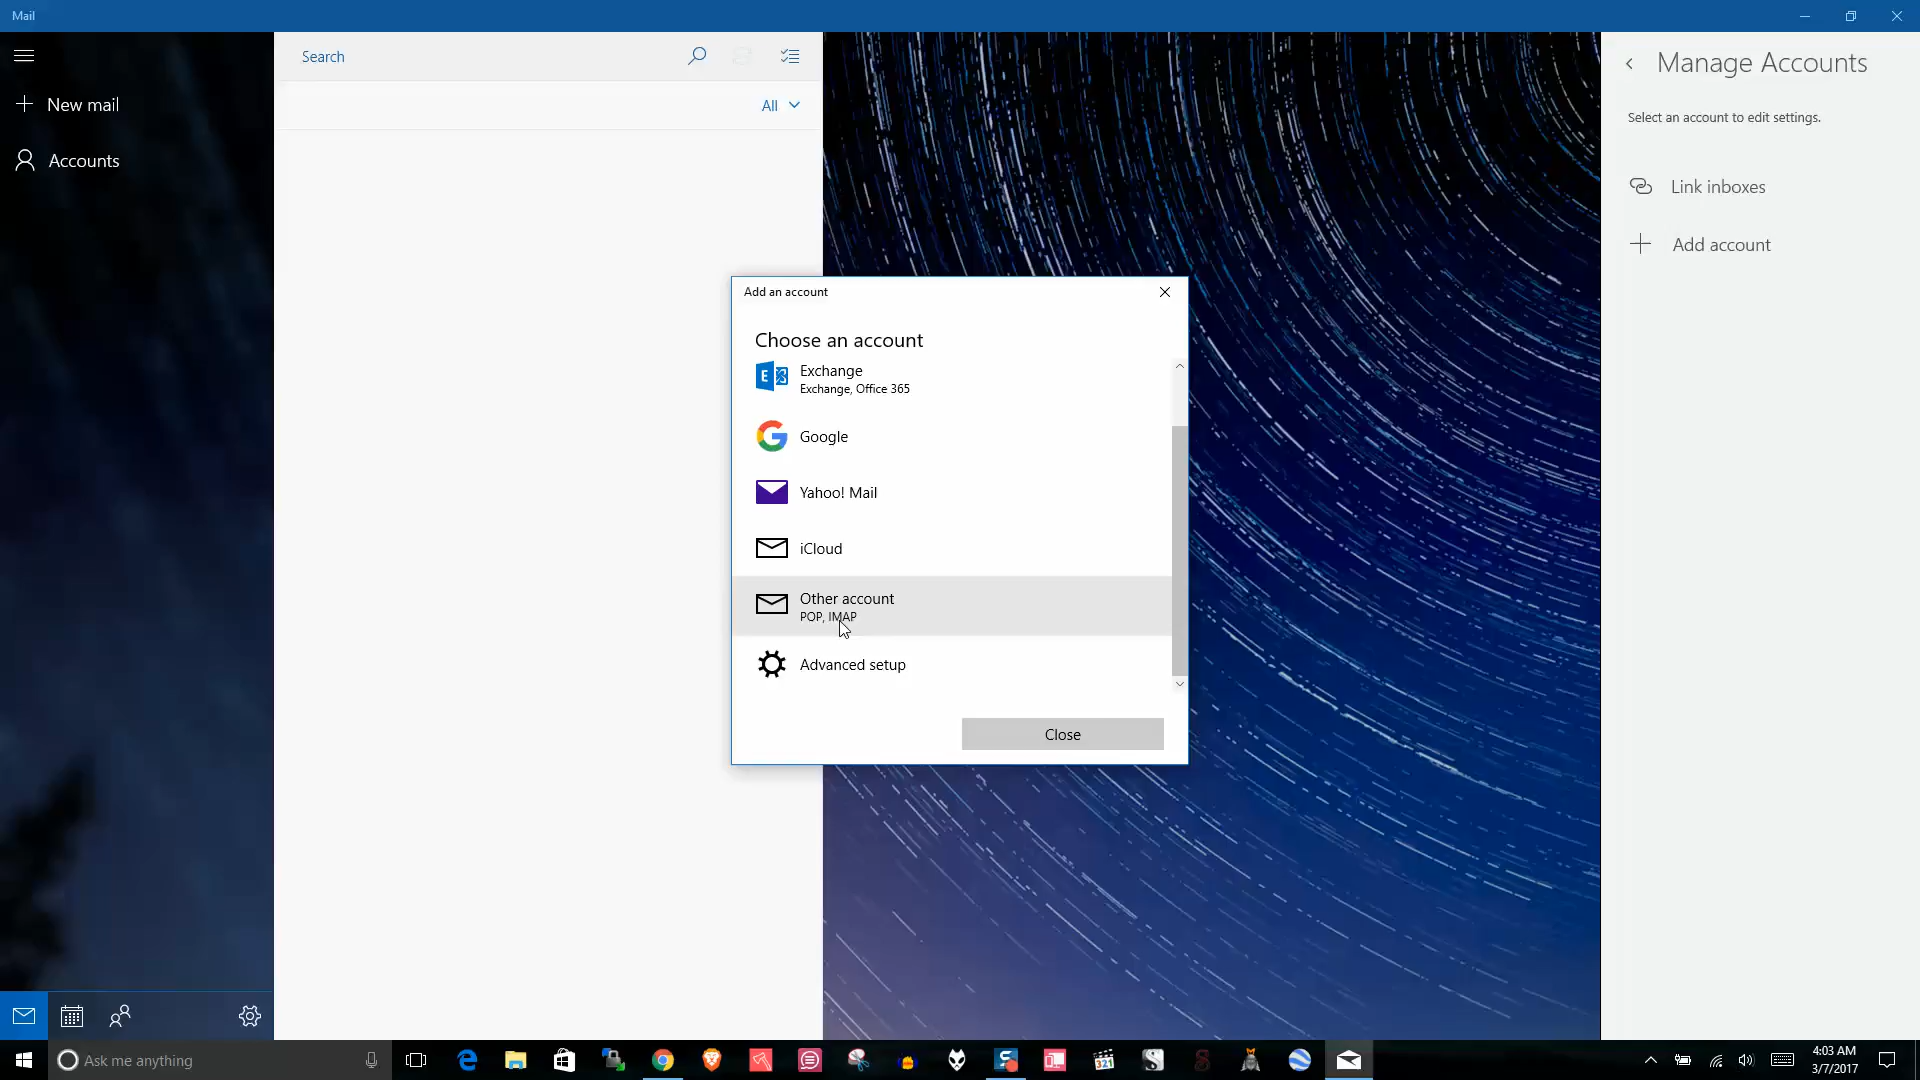 Mail
Search
New mail
All
Accounts
Manage Accounts
Select an account to edit settings.
Link inboxes
Add account
Add an account
Choose an account
Exchange
Exchange, Office 365
Google
Yahoo! Mail
iCloud
Other account
POP, IMAP
Advanced setup
Close
Ask me anything
4:03 AM
3/7/2017